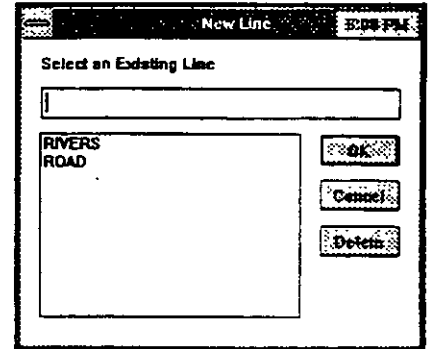 New Line
Select an Existing Line
RIVERS
ROAD
OK
Cancel
Delete